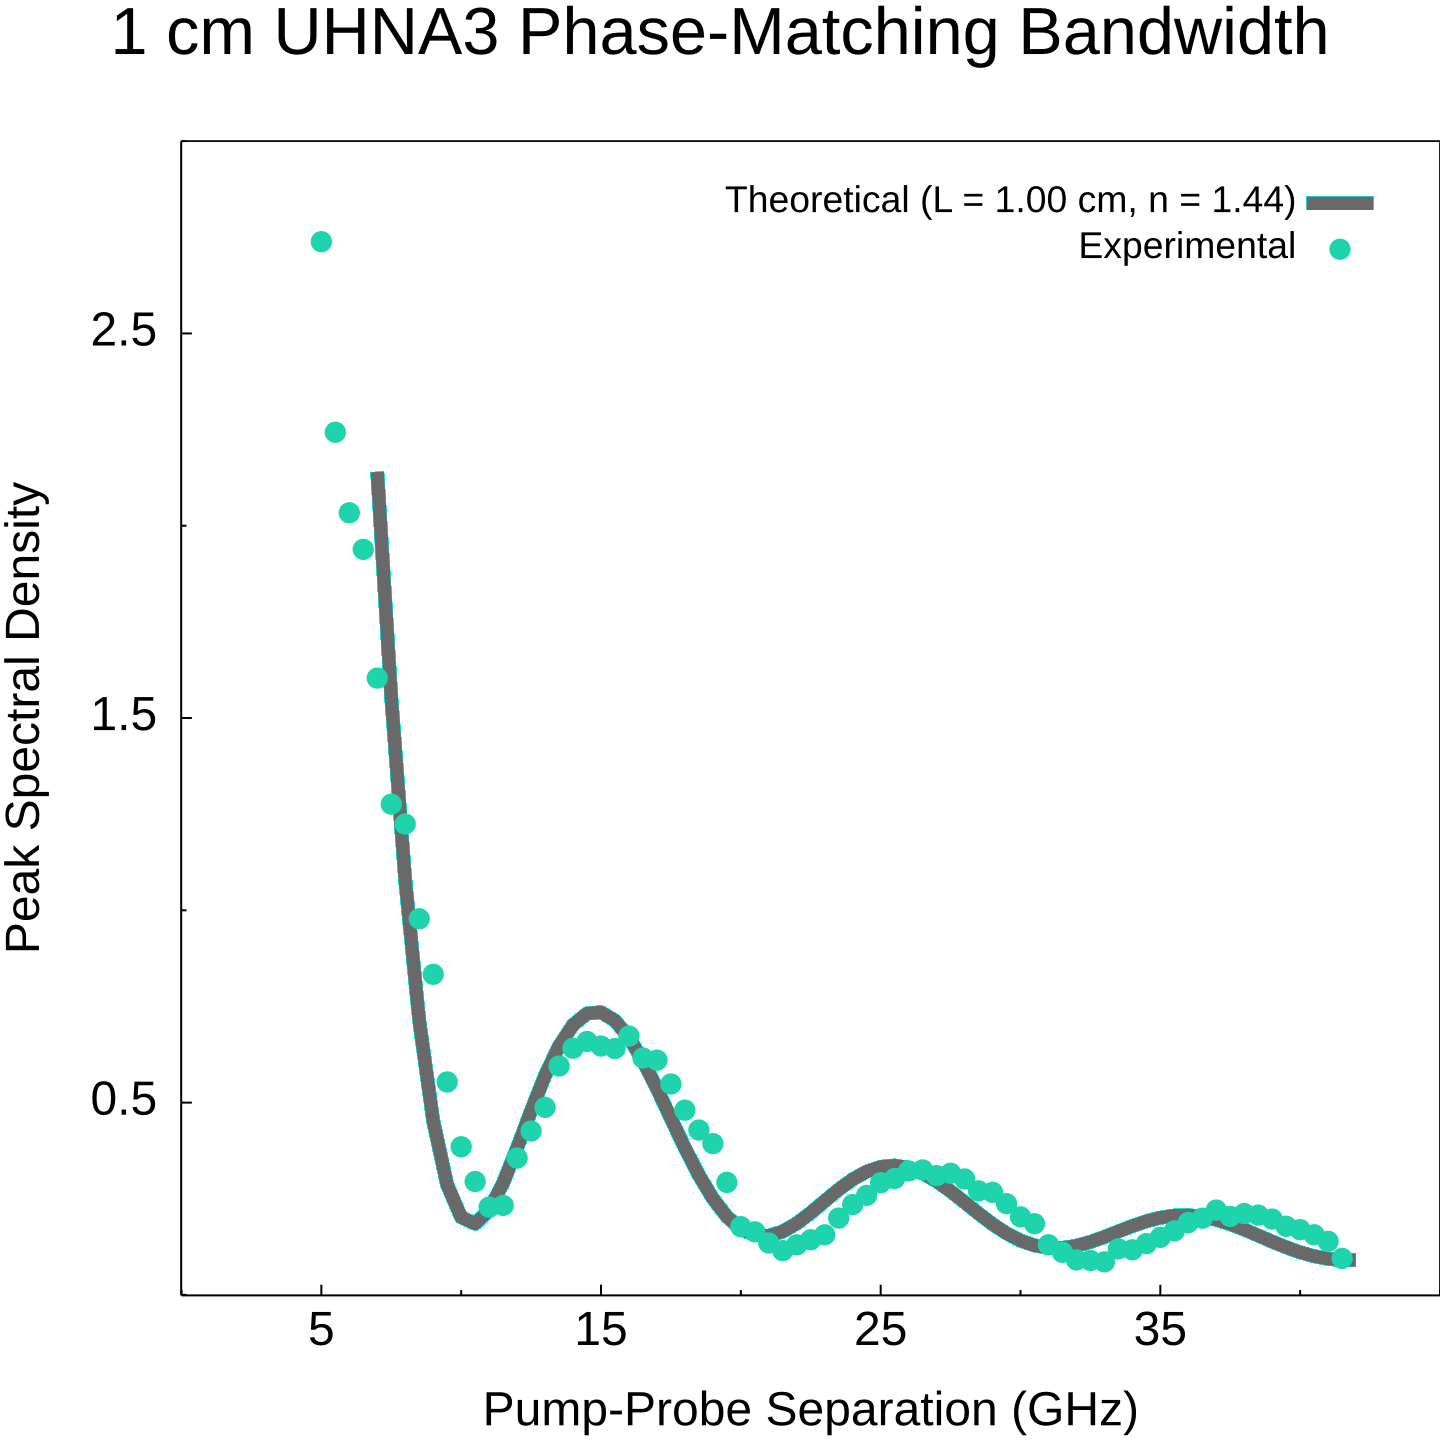 1 cm UHNA3 Phase-Matching Bandwidth
Theoretical (L = 1.00 cm, n = 1.44)
Experimental
2.5
1.5
0.5
Peak Spectral Density
5 15 25 35
Pump-Probe Separation (GHz)